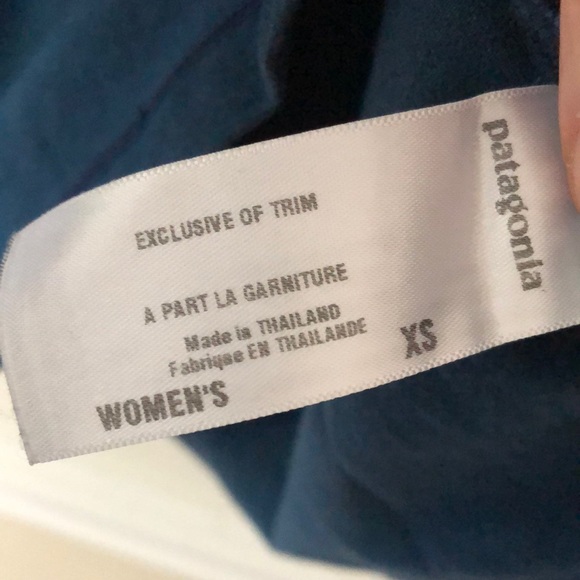 patagonia
EXCLUSIVE OF TRIM
A PART LA GARNITURE
Made in THAILAND
Fabrique EN THAILANDE
WOMEN'S XS